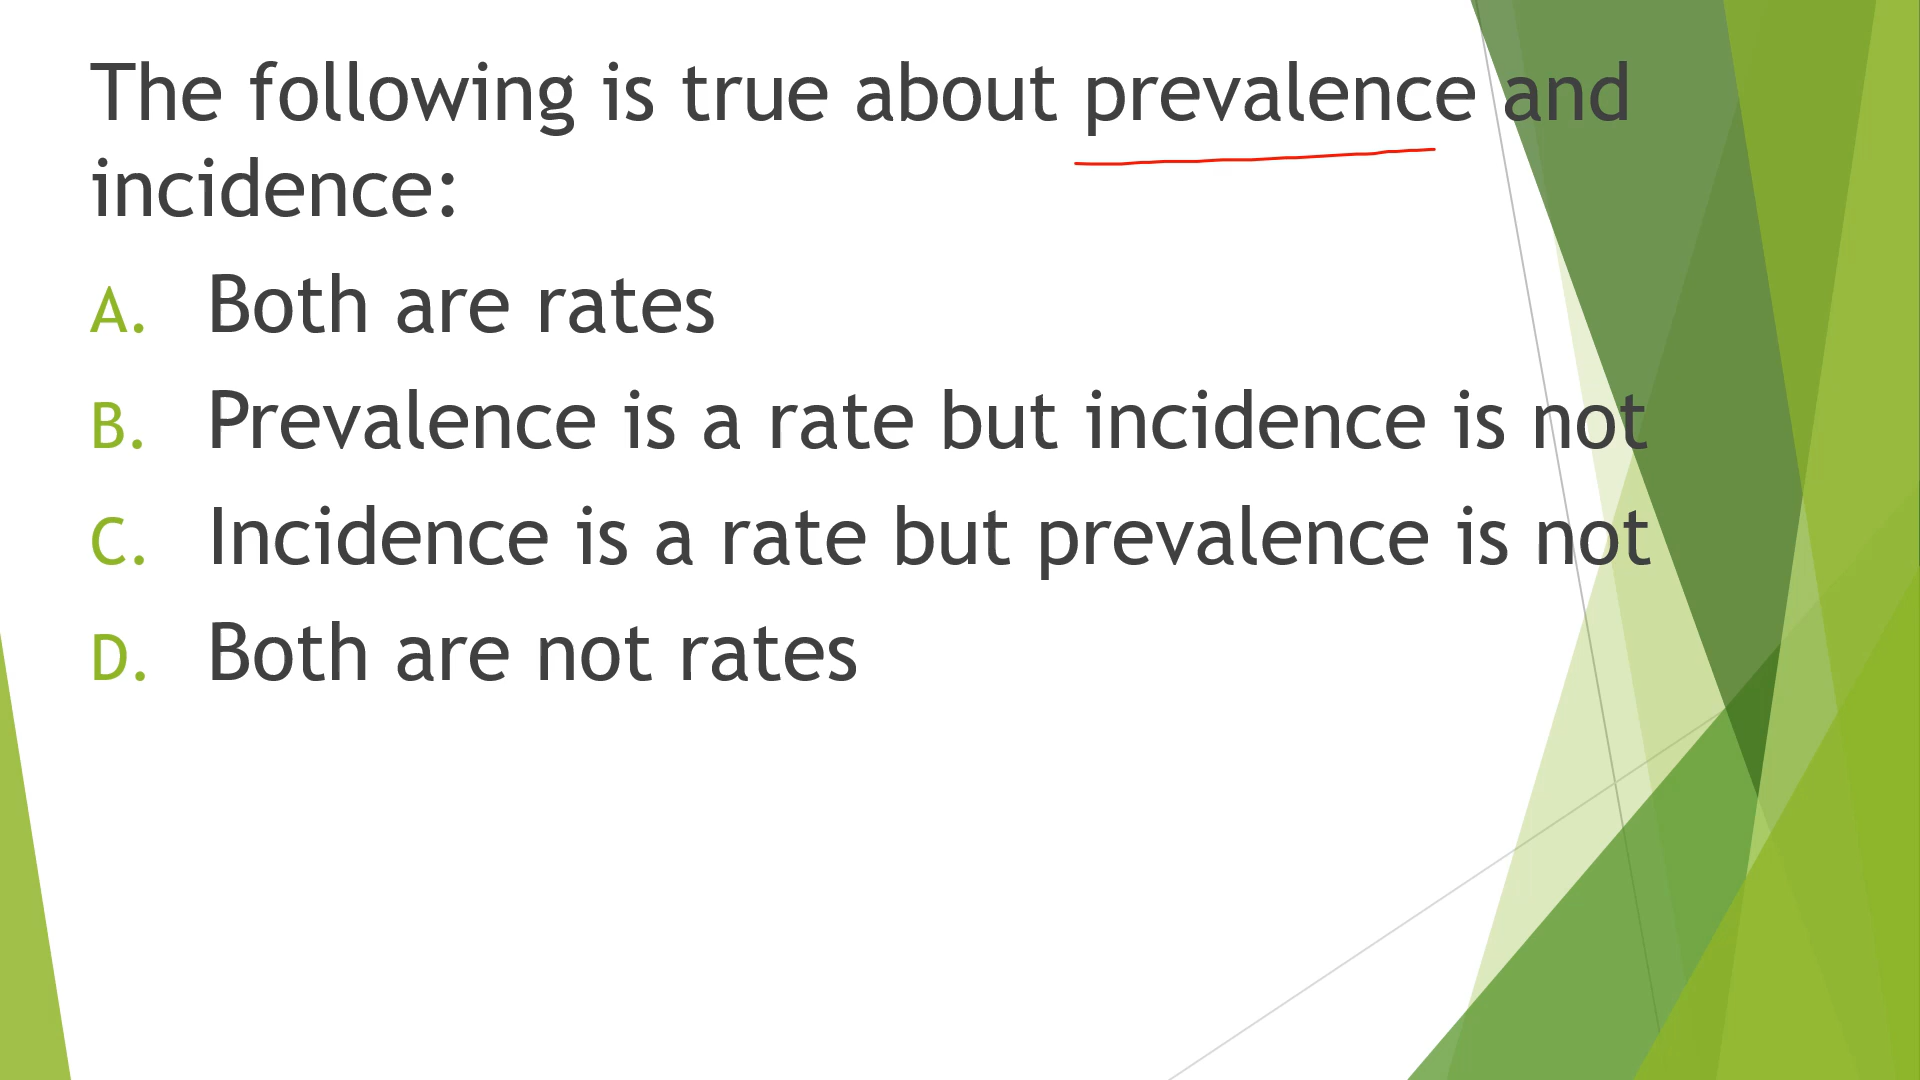 The following is true about prevalence and
incidence:
A. Both are rates
B. Prevalence is a rate but incidence is not
C. Incidence is a rate but prevalence is not
D. Both are not rates